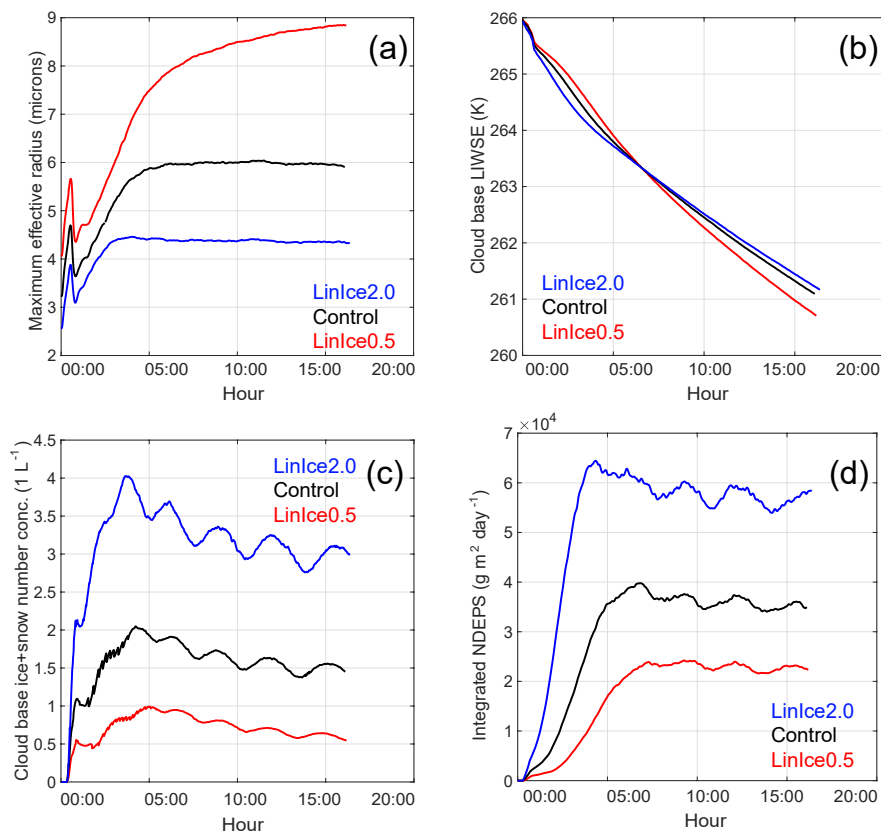 (a)
Maximum effective radius (microns)
9
8
7
6
5
4
3
2
LinIce2.0
Control
LinIce0.5
00:00 05:00 10:00 15:00 20:00
Hour
(b)
Cloud base LIWSE (K)
266
265
264
263
262
261
260
LinIce2.0
Control
LinIce0.5
00:00 05:00 10:00 15:00 20:00
Hour
(c)
Cloud base ice+snow number conc. (1 L⁻¹)
4.5
4
3.5
3
2.5
2
1.5
1
0.5
0
LinIce2.0
Control
LinIce0.5
00:00 05:00 10:00 15:00 20:00
Hour
(d)
Integrated NDEPS (g m² day⁻¹)
×10⁴
7
6
5
4
3
2
1
0
LinIce2.0
Control
LinIce0.5
00:00 05:00 10:00 15:00 20:00
Hour